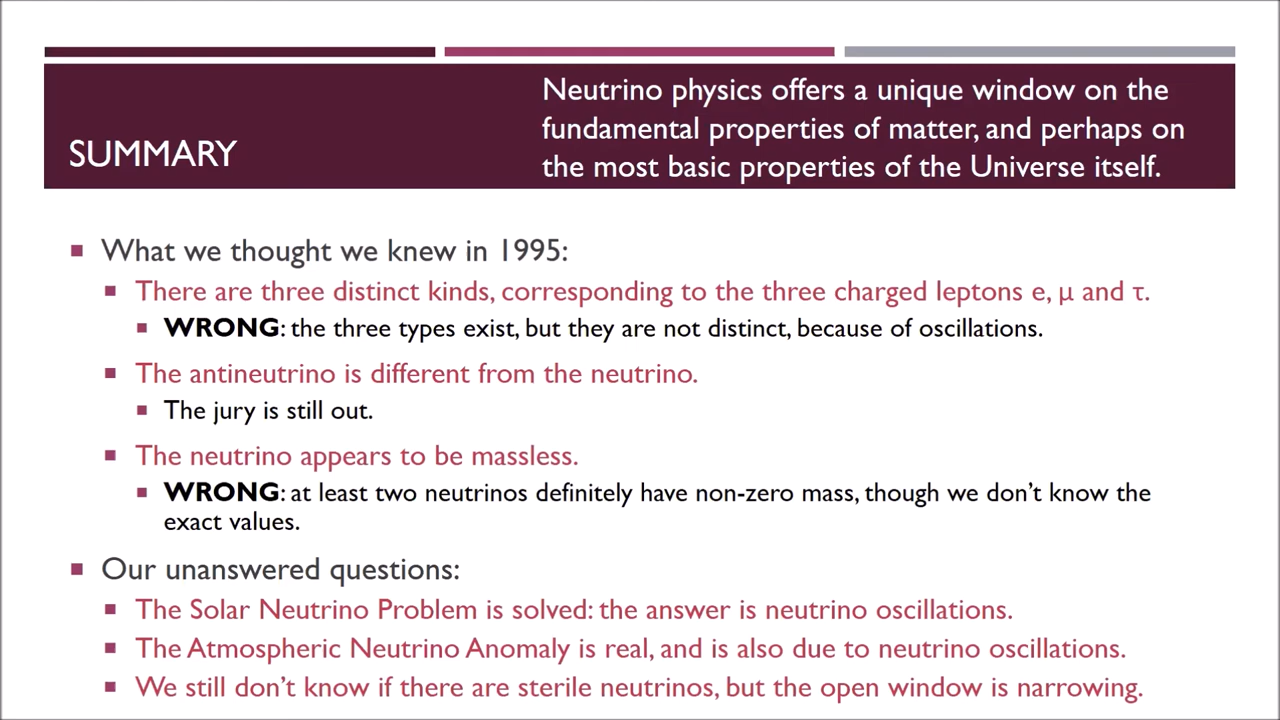 SUMMARY
Neutrino physics offers a unique window on the
fundamental properties of matter, and perhaps on
the most basic properties of the Universe itself.
What we thought we knew in 1995:
There are three distinct kinds, corresponding to the three charged leptons e, μ and τ.
WRONG: the three types exist, but they are not distinct, because of oscillations.
The antineutrino is different from the neutrino.
The jury is still out.
The neutrino appears to be massless.
WRONG: at least two neutrinos definitely have non-zero mass, though we don't know the
exact values.
Our unanswered questions:
The Solar Neutrino Problem is solved: the answer is neutrino oscillations.
The Atmospheric Neutrino Anomaly is real, and is also due to neutrino oscillations.
We still don't know if there are sterile neutrinos, but the open window is narrowing.